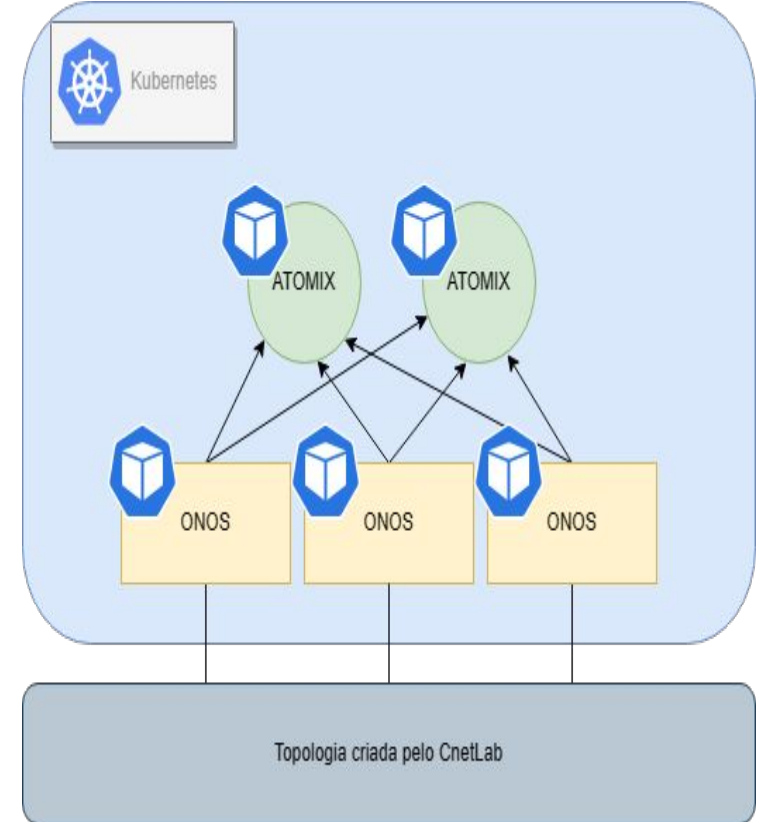 Kubernetes
ATOMIX
ATOMIX
ONOS
ONOS
ONOS
Topologia criada pelo CnetLab